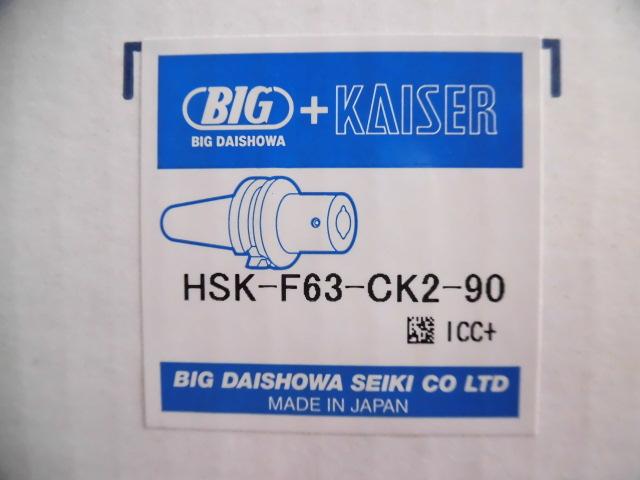 BIG + KAISER
BIG DAISHOWA
HSK-F63-CK2-90
ICC+
BIG DAISHOWA SEIKI CO LTD
MADE IN JAPAN